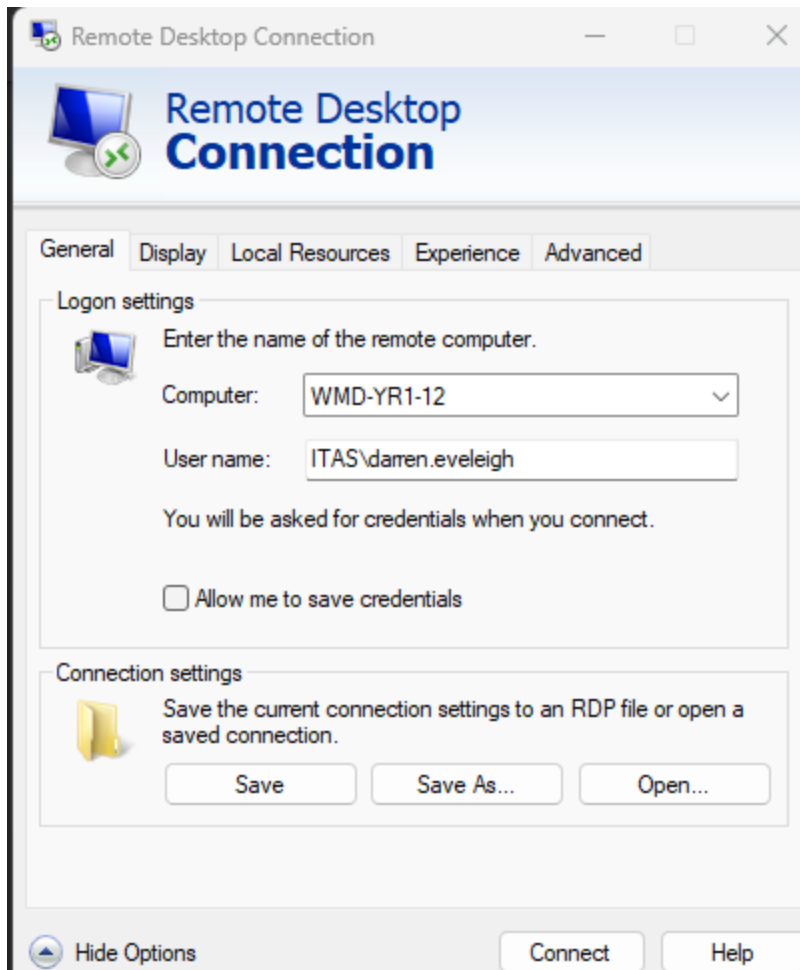 Remote Desktop Connection
Remote Desktop
Connection
General Display Local Resources Experience Advanced
Logon settings
Enter the name of the remote computer.
Computer: WMD-YR1-12
User name: ITAS\darren.eveleigh
You will be asked for credentials when you connect.
Allow me to save credentials
Connection settings
Save the current connection settings to an RDP file or open a
saved connection.
Save Save As... Open...
Hide Options Connect Help